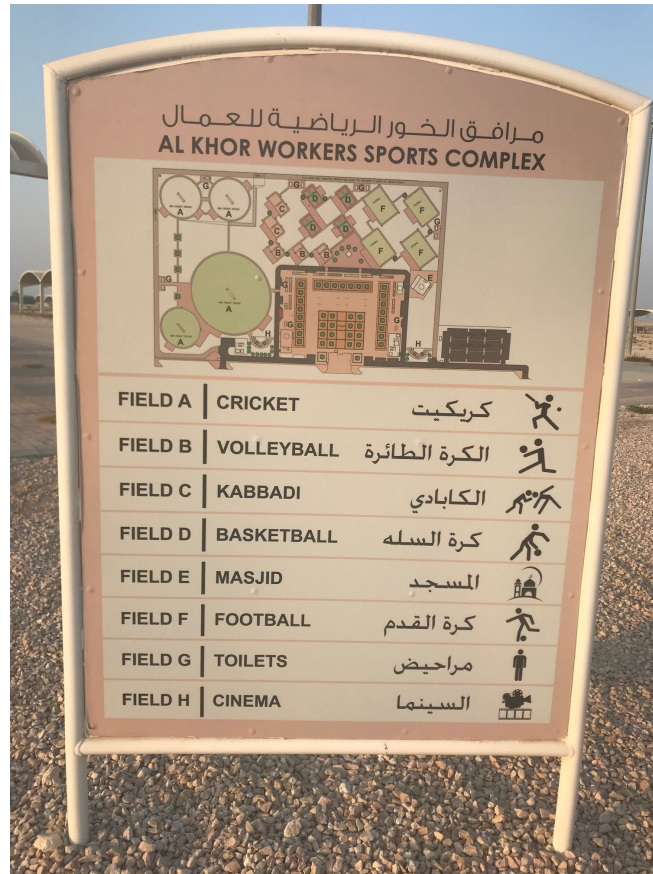 مرافق الخور الرياضية للعمال
AL KHOR WORKERS SPORTS COMPLEX
G
A
A
G
C
C
D
D
D
D
G
F
F
F
F
G
B
B
B
E
G
G
A
A
G
G
H
H
FIELD A | CRICKET كريكيت
FIELD B | VOLLEYBALL الكرة الطائرة
FIELD C | KABBADI الكابادي
FIELD D | BASKETBALL كرة السله
FIELD E | MASJID المسجد
FIELD F | FOOTBALL كرة القدم
FIELD G | TOILETS مراحيض
FIELD H | CINEMA السينما